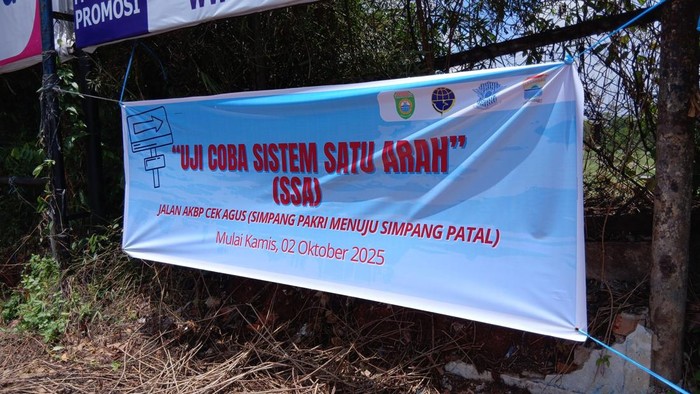 PROMOSI
"UJI COBA SISTEM SATU ARAH"
(SSA)
JALAN AKBP CEK AGUS (SIMPANG PAKRI MENUJU SIMPANG PATAL)
Mulai Kamis, 02 Oktober 2025